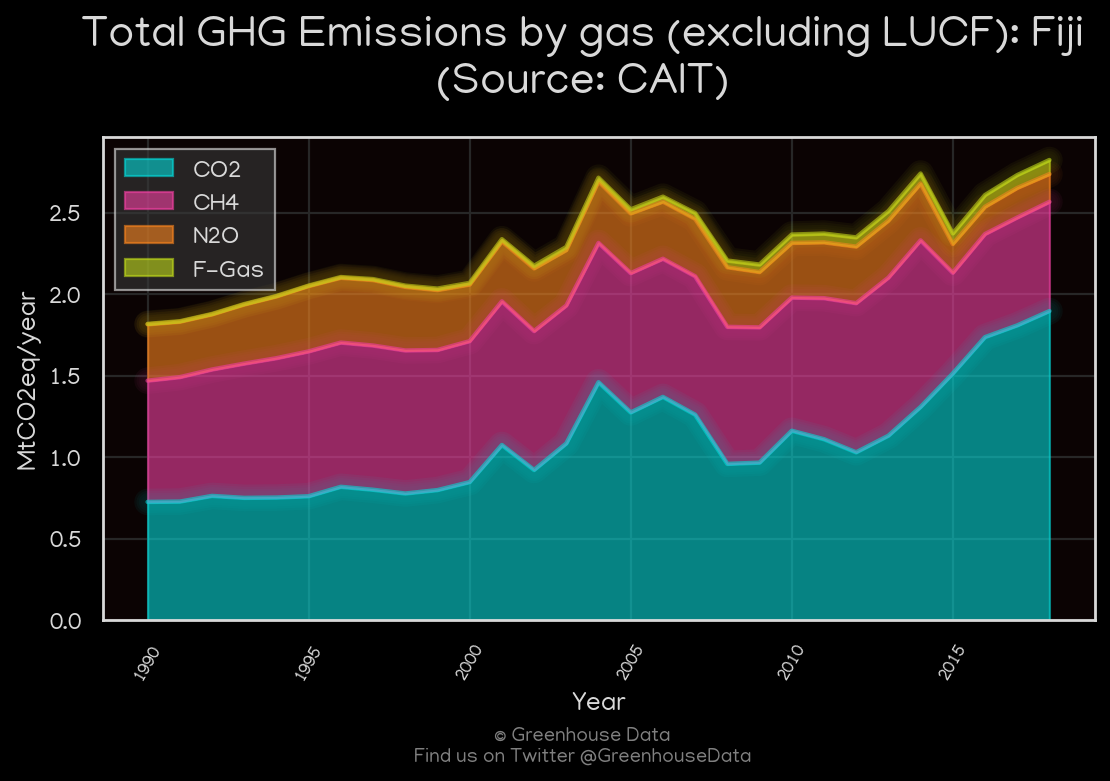 Total GHG Emissions by gas (excluding LUCF): Fiji
(Source: CAIT)
CO2
CH4
N2O
F-Gas
MtCO2eq/year
2.5
2.0
1.5
1.0
0.5
0.0
1990
1995
2000
2005
2010
2015
Year
© Greenhouse Data
Find us on Twitter @GreenhouseData